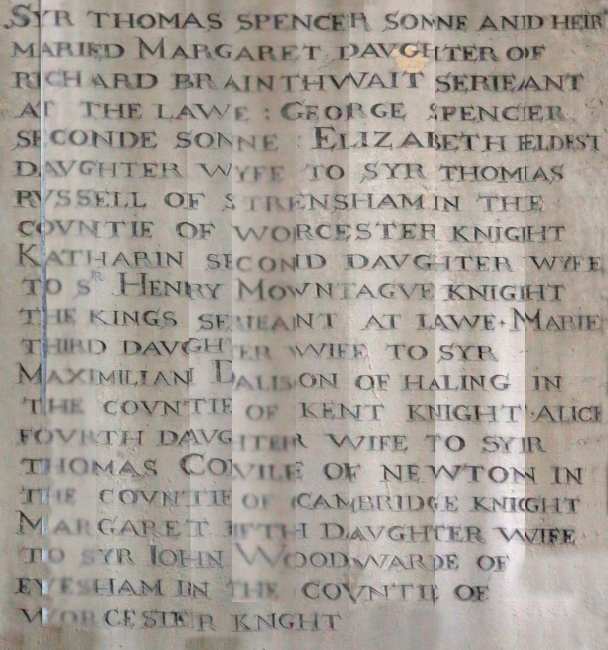 SYR THOMAS SPENCER SONNE AND HEIR
MARIED MARGARET DAVGHTER OF
RICHARD BRAINTHWAIT SERIEANT
AT THE LAWE : GEORGE SPENCER
SECONDE SONNE : ELIZABETH ELDEST
DAVGHTER WYFE TO SYR THOMAS
RVSSELL OF STRENSHAM IN THE
COVNTIE OF WORCESTER KNIGHT
KATHARIN SECOND DAVGHTER WYFE
TO SR HENRY MOWNTAGVE KNIGHT
THE KINGS SERIEANT AT LAWE · MARIE
THIRD DAVGHTER WIFE TO SYR
MAXIMILIAN DALISON OF HALING IN
THE COVNTIE OF KENT KNIGHT · ALICE
FOVRTH DAVGHTER WIFE TO SYR
THOMAS COVILE OF NEWTON IN
THE COVNTIE OF CAMBRIDGE KNIGHT
MARGARET FIFTH DAVGHTER WIFE
TO SYR IOHN WOODWARDE OF
EVESHAM IN THE COVNTIE OF
WORCESTER KNGHT